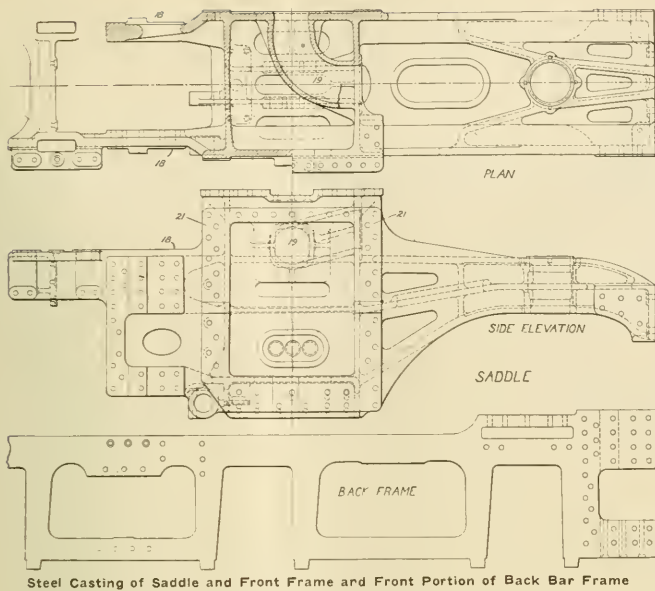 18
19
18
PLAN
21
21
18
19
SIDE ELEVATION
SADDLE
BACK FRAME
Steel Casting of Saddle and Front Frame and Front Portion of Back Bar Frame